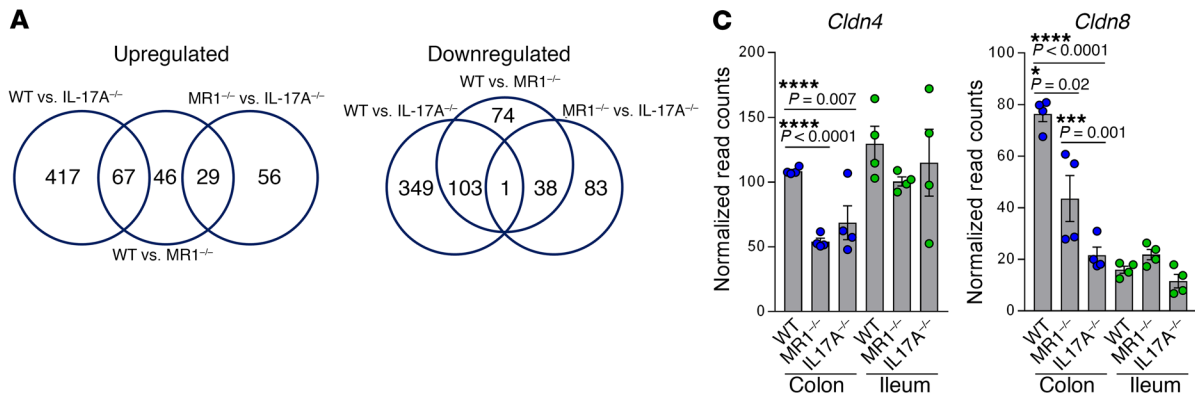 A
Upregulated
WT vs. IL-17A⁻/⁻
MR1⁻/⁻ vs. IL-17A⁻/⁻
417
67
46
29
56
WT vs. MR1⁻/⁻
Downregulated
WT vs. MR1⁻/⁻
WT vs. IL-17A⁻/⁻
MR1⁻/⁻ vs. IL-17A⁻/⁻
74
349
103
1
38
83
C
Cldn4
Normalized read counts
200
150
100
50
0
****
P = 0.007
****
P < 0.0001
WT
MR1⁻/⁻
IL17A⁻/⁻
WT
MR1⁻/⁻
IL17A⁻/⁻
Colon
Ileum
Cldn8
Normalized read counts
100
80
60
40
20
0
****
P < 0.0001
*
P = 0.02
***
P = 0.001
WT
MR1⁻/⁻
IL17A⁻/⁻
WT
MR1⁻/⁻
IL17A⁻/⁻
Colon
Ileum